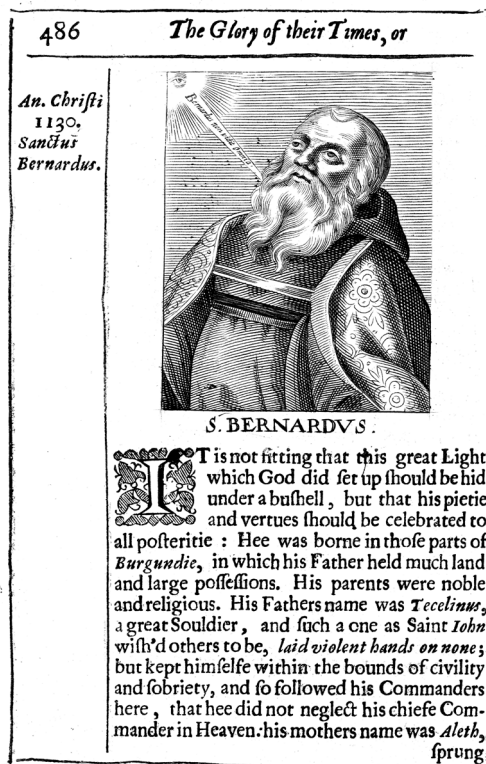 486 The Glory of their Times, or
An. Chriſti
1130.
Sanctus
Bernardus.
Bernardus non vidit omnia
S. BERNARDVS.
IT is not fitting that this great Light
which God did ſet up ſhould be hid
under a buſhell, but that his pietie
and vertues ſhould be celebrated to
all poſteritie : Hee was borne in thoſe parts of
Burgundie, in which his Father held much land
and large poſſeſſions. His parents were noble
and religious. His Fathers name was Tecelinus,
a great Souldier, and ſuch a one as Saint Iohn
wiſh'd others to be, laid violent hands on none;
but kept himſelfe within the bounds of civility
and ſobriety, and ſo followed his Commanders
here, that hee did not neglect his chiefe Com-
mander in Heaven: his mothers name was Aleth,
ſprung